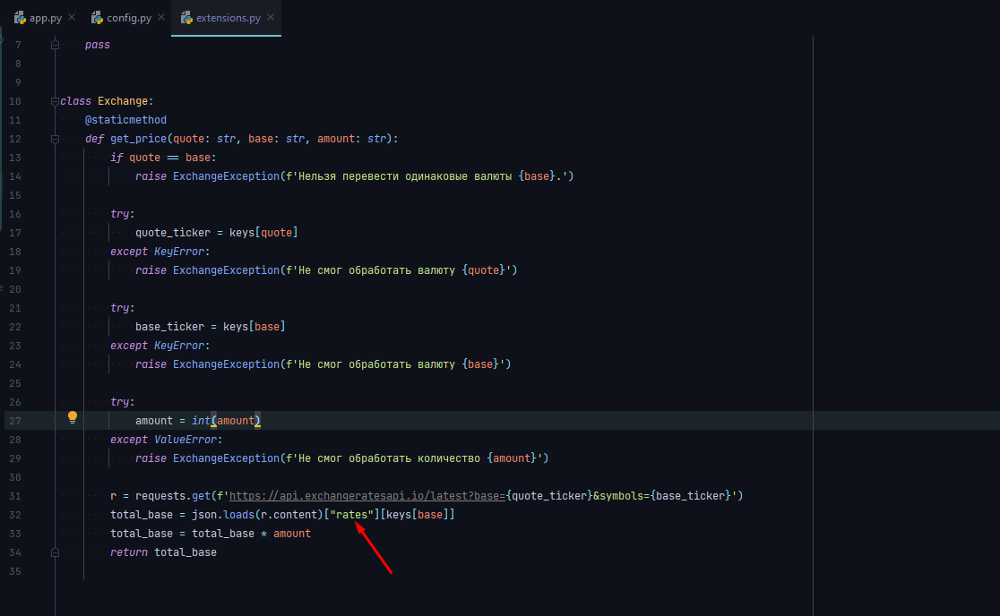 app.py config.py extensions.py
7 pass
8
9
10 class Exchange:
11 @staticmethod
12 def get_price(quote: str, base: str, amount: str):
13 if quote == base:
14 raise ExchangeException(f'Нельзя перевести одинаковые валюты {base}.')
15
16 try:
17 quote_ticker = keys[quote]
18 except KeyError:
19 raise ExchangeException(f'Не смог обработать валюту {quote}')
20
21 try:
22 base_ticker = keys[base]
23 except KeyError:
24 raise ExchangeException(f'Не смог обработать валюту {base}')
25
26 try:
27 amount = int(amount)
28 except ValueError:
29 raise ExchangeException(f'Не смог обработать количество {amount}')
30
31 r = requests.get(f'https://api.exchangeratesapi.io/latest?base={quote_ticker}&symbols={base_ticker}')
32 total_base = json.loads(r.content)["rates"][keys[base]]
33 total_base = total_base * amount
34 return total_base
35